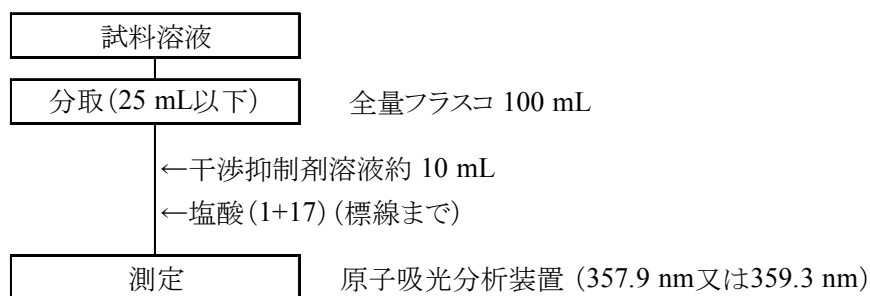 試料溶液
分取(25 mL以下) 全量フラスコ 100 mL
←干渉抑制剤溶液約 10 mL
←塩酸(1+17)(標線まで)
測定 原子吸光分析装置 (357.9 nm又は359.3 nm)